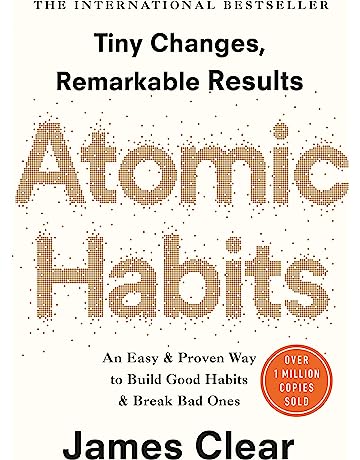 THE INTERNATIONAL BESTSELLER
Tiny Changes,
Remarkable Results
Atomic
Habits
An Easy & Proven Way
to Build Good Habits
& Break Bad Ones
OVER
1 MILLION
COPIES
SOLD
James Clear